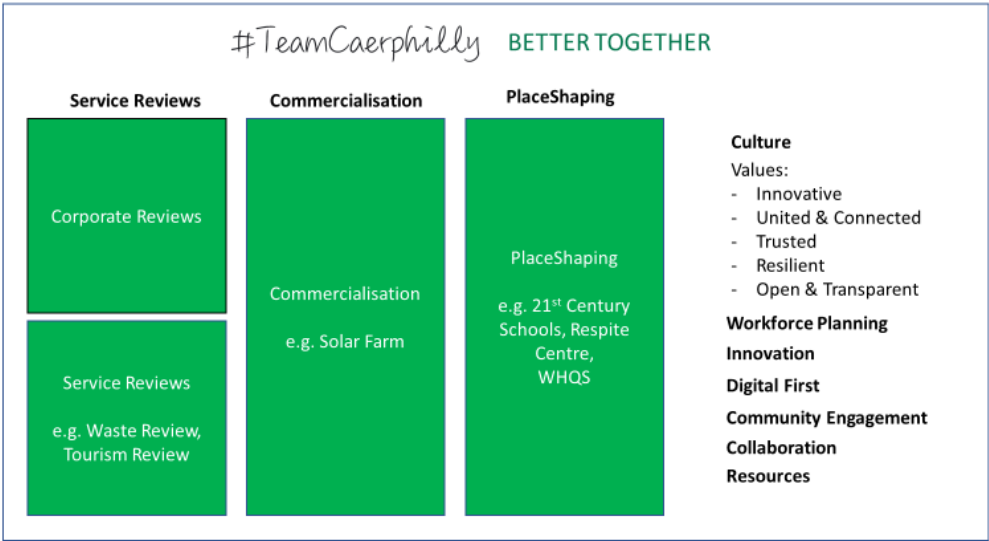 #TeamCaerphilly BETTER TOGETHER
Service Reviews
Corporate Reviews
Service Reviews
e.g. Waste Review,
Tourism Review
Commercialisation
Commercialisation
e.g. Solar Farm
PlaceShaping
PlaceShaping
e.g. 21st Century
Schools, Respite
Centre,
WHQS
Culture
Values:
- Innovative
- United & Connected
- Trusted
- Resilient
- Open & Transparent
Workforce Planning
Innovation
Digital First
Community Engagement
Collaboration
Resources